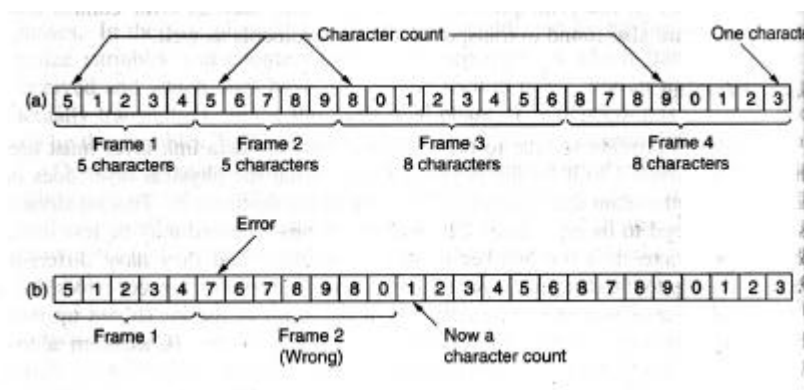 Character count
One characte
(a) 5 1 2 3 4 5 6 7 8 9 8 0 1 2 3 4 5 6 8 7 8 9 0 1 2 3
Frame 1 Frame 2 Frame 3 Frame 4
5 characters 5 characters 8 characters 8 characters
Error
(b) 5 1 2 3 4 7 6 7 8 9 8 0 1 2 3 4 5 6 8 7 8 9 0 1 2 3
Frame 1 Frame 2 Now a
(Wrong) character count